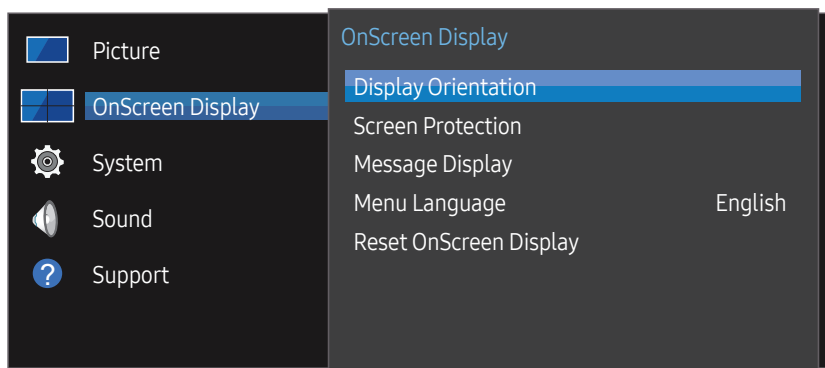 Picture
OnScreen Display
System
Sound
?
Support
OnScreen Display
Display Orientation
Screen Protection
Message Display
Menu Language English
Reset OnScreen Display